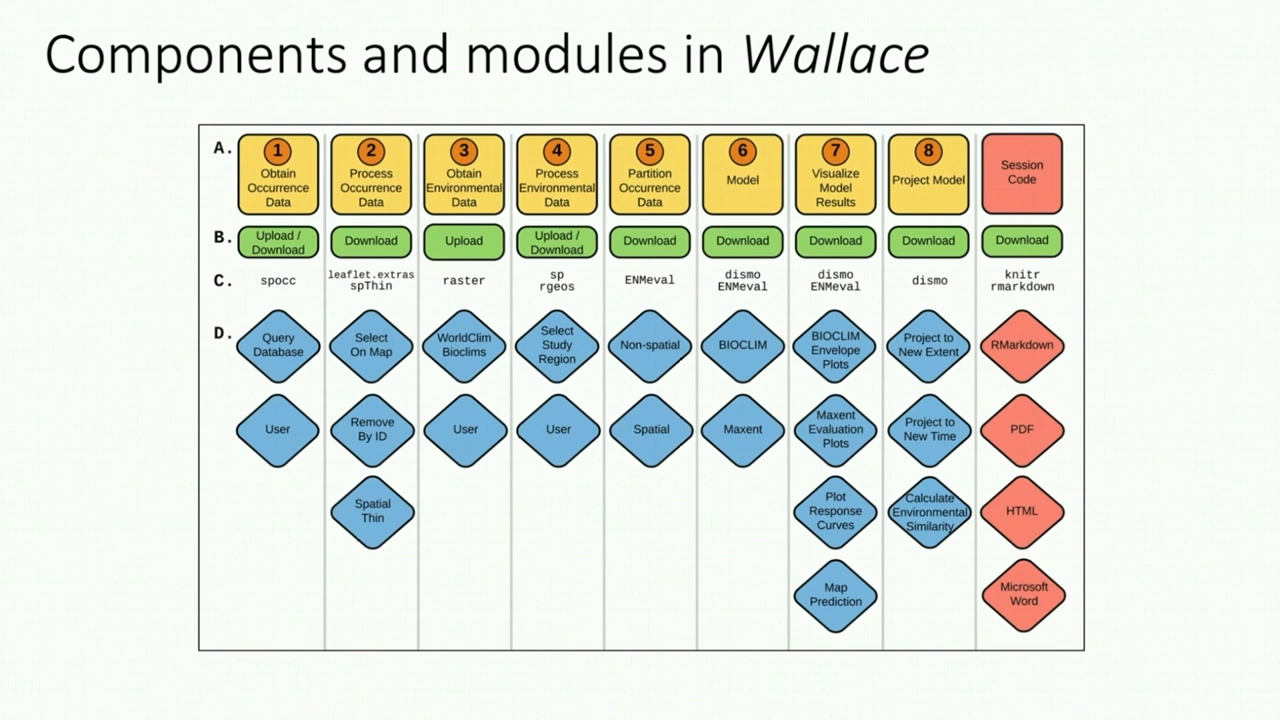 Components and modules in Wallace
A.
1
Obtain
Occurrence
Data
2
Process
Occurrence
Data
3
Obtain
Environmental
Data
4
Process
Environmental
Data
5
Partition
Occurrence
Data
6
Model
7
Visualize
Model
Results
8
Project Model
Session
Code
B.
Upload /
Download
Download
Upload
Upload /
Download
Download
Download
Download
Download
Download
C.
spocc
leaflet.extras
spThin
raster
sp
rgeos
ENMeval
dismo
ENMeval
dismo
ENMeval
dismo
knitr
rmarkdown
D.
Query
Database
Select
On Map
WorldClim
Bioclims
Select
Study
Region
Non-spatial
BIOCLIM
BIOCLIM
Envelope
Plots
Project to
New Extent
RMarkdown
User
Remove
By ID
User
User
Spatial
Maxent
Maxent
Evaluation
Plots
Project to
New Time
PDF
Spatial
Thin
Plot
Response
Curves
Calculate
Environmental
Similarity
HTML
Map
Prediction
Microsoft
Word